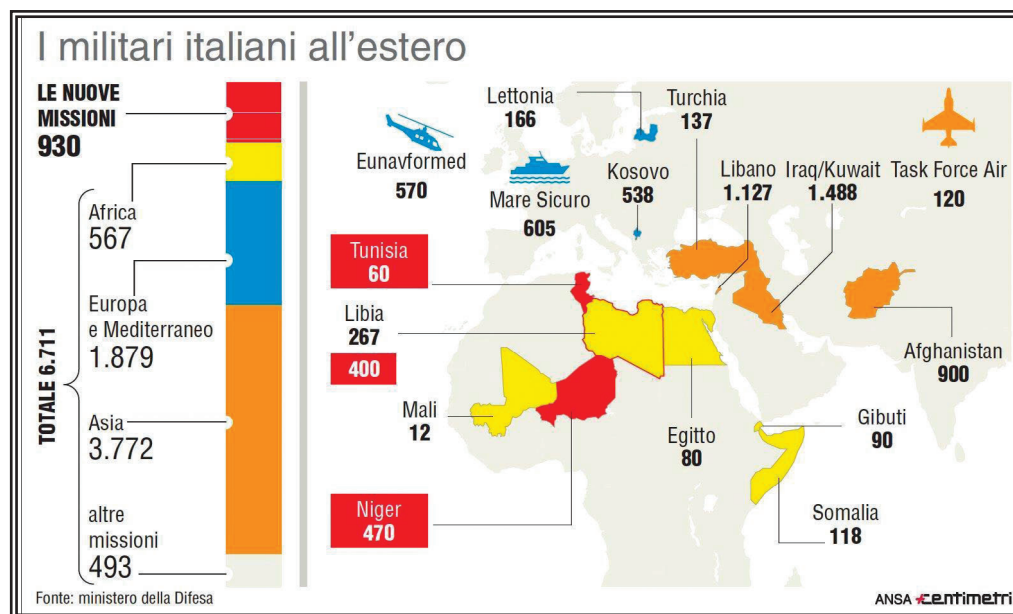 I militari italiani all'estero
LE NUOVE
MISSIONI
930
TOTALE 6.711
Africa
567
Europa
e Mediterraneo
1.879
Asia
3.772
altre
missioni
493
Eunavformed
570
Lettonia
166
Mare Sicuro
605
Kosovo
538
Turchia
137
Libano
1.127
Iraq/Kuwait
1.488
Task Force Air
120
Tunisia
60
Libia
267
400
Mali
12
Niger
470
Egitto
80
Afghanistan
900
Gibuti
90
Somalia
118
Fonte: ministero della Difesa
ANSA centimetri